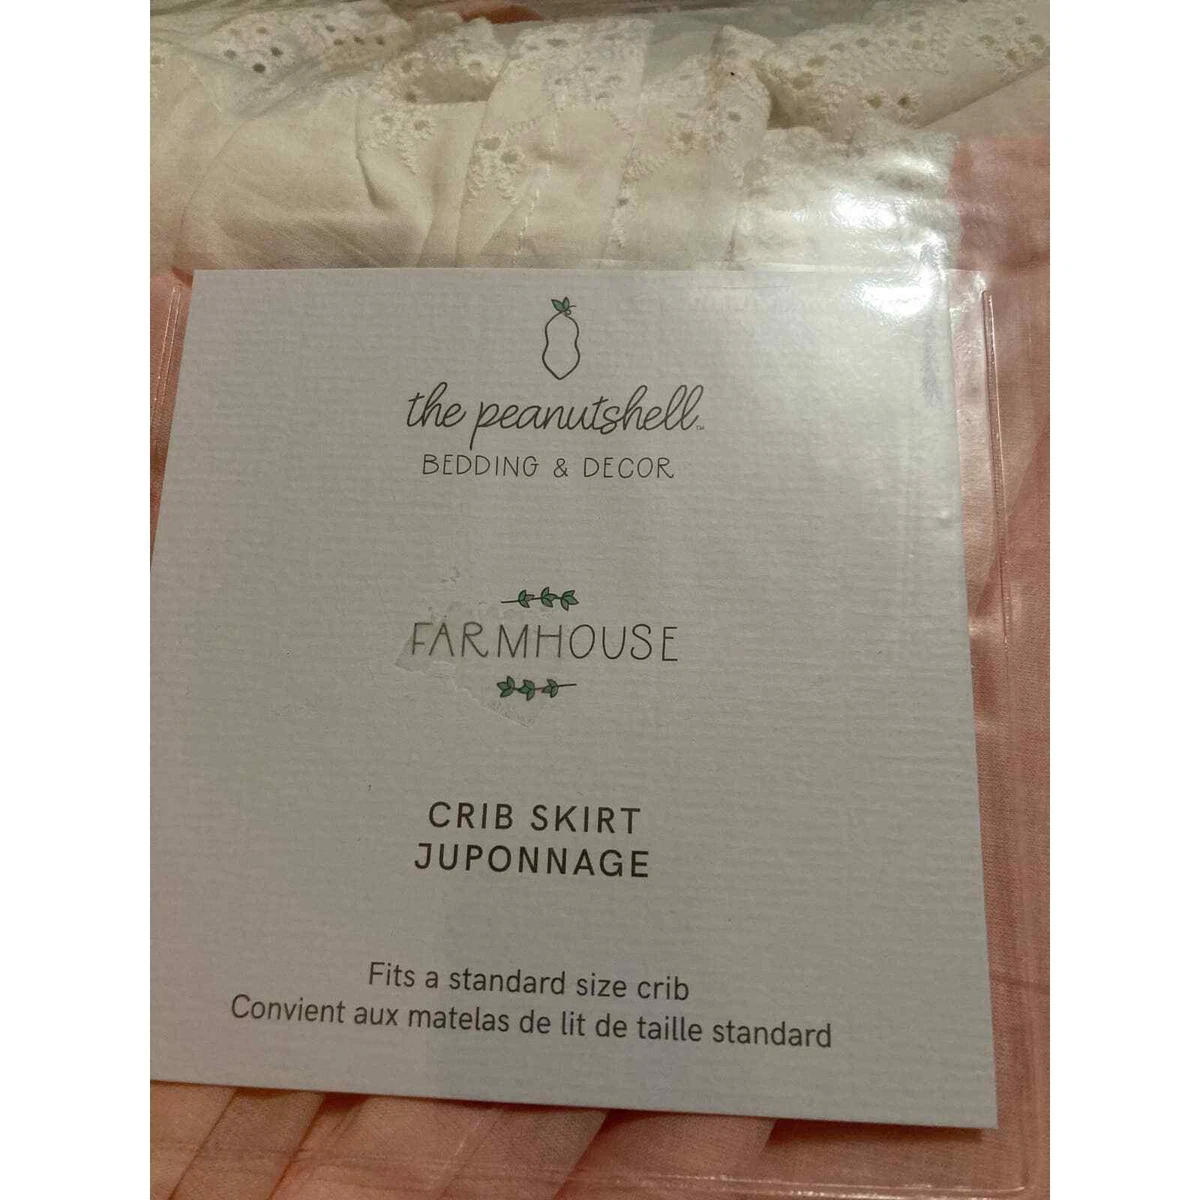 the peanutshell™
BEDDING & DECOR
FARMHOUSE
CRIB SKIRT
JUPONNAGE
Fits a standard size crib
Convient aux matelas de lit de taille standard